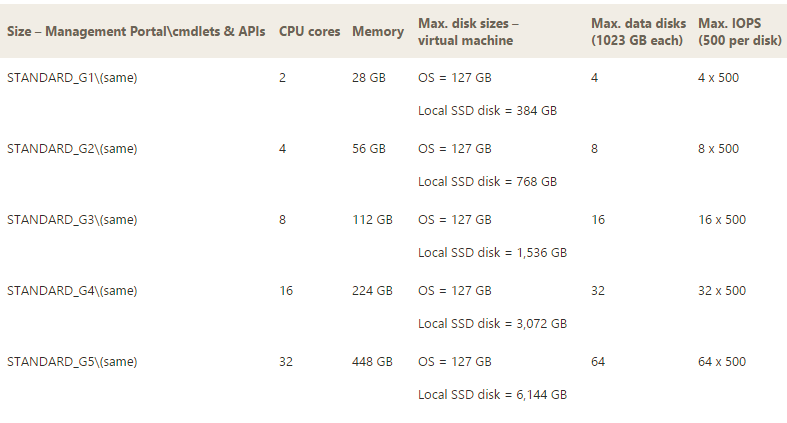 Size – Management Portal\cmdlets & APIs CPU cores Memory Max. disk sizes – virtual machine Max. data disks (1023 GB each) Max. IOPS (500 per disk)
STANDARD_G1\(same) 2 28 GB OS = 127 GB 4 4 x 500
Local SSD disk = 384 GB
STANDARD_G2\(same) 4 56 GB OS = 127 GB 8 8 x 500
Local SSD disk = 768 GB
STANDARD_G3\(same) 8 112 GB OS = 127 GB 16 16 x 500
Local SSD disk = 1,536 GB
STANDARD_G4\(same) 16 224 GB OS = 127 GB 32 32 x 500
Local SSD disk = 3,072 GB
STANDARD_G5\(same) 32 448 GB OS = 127 GB 64 64 x 500
Local SSD disk = 6,144 GB